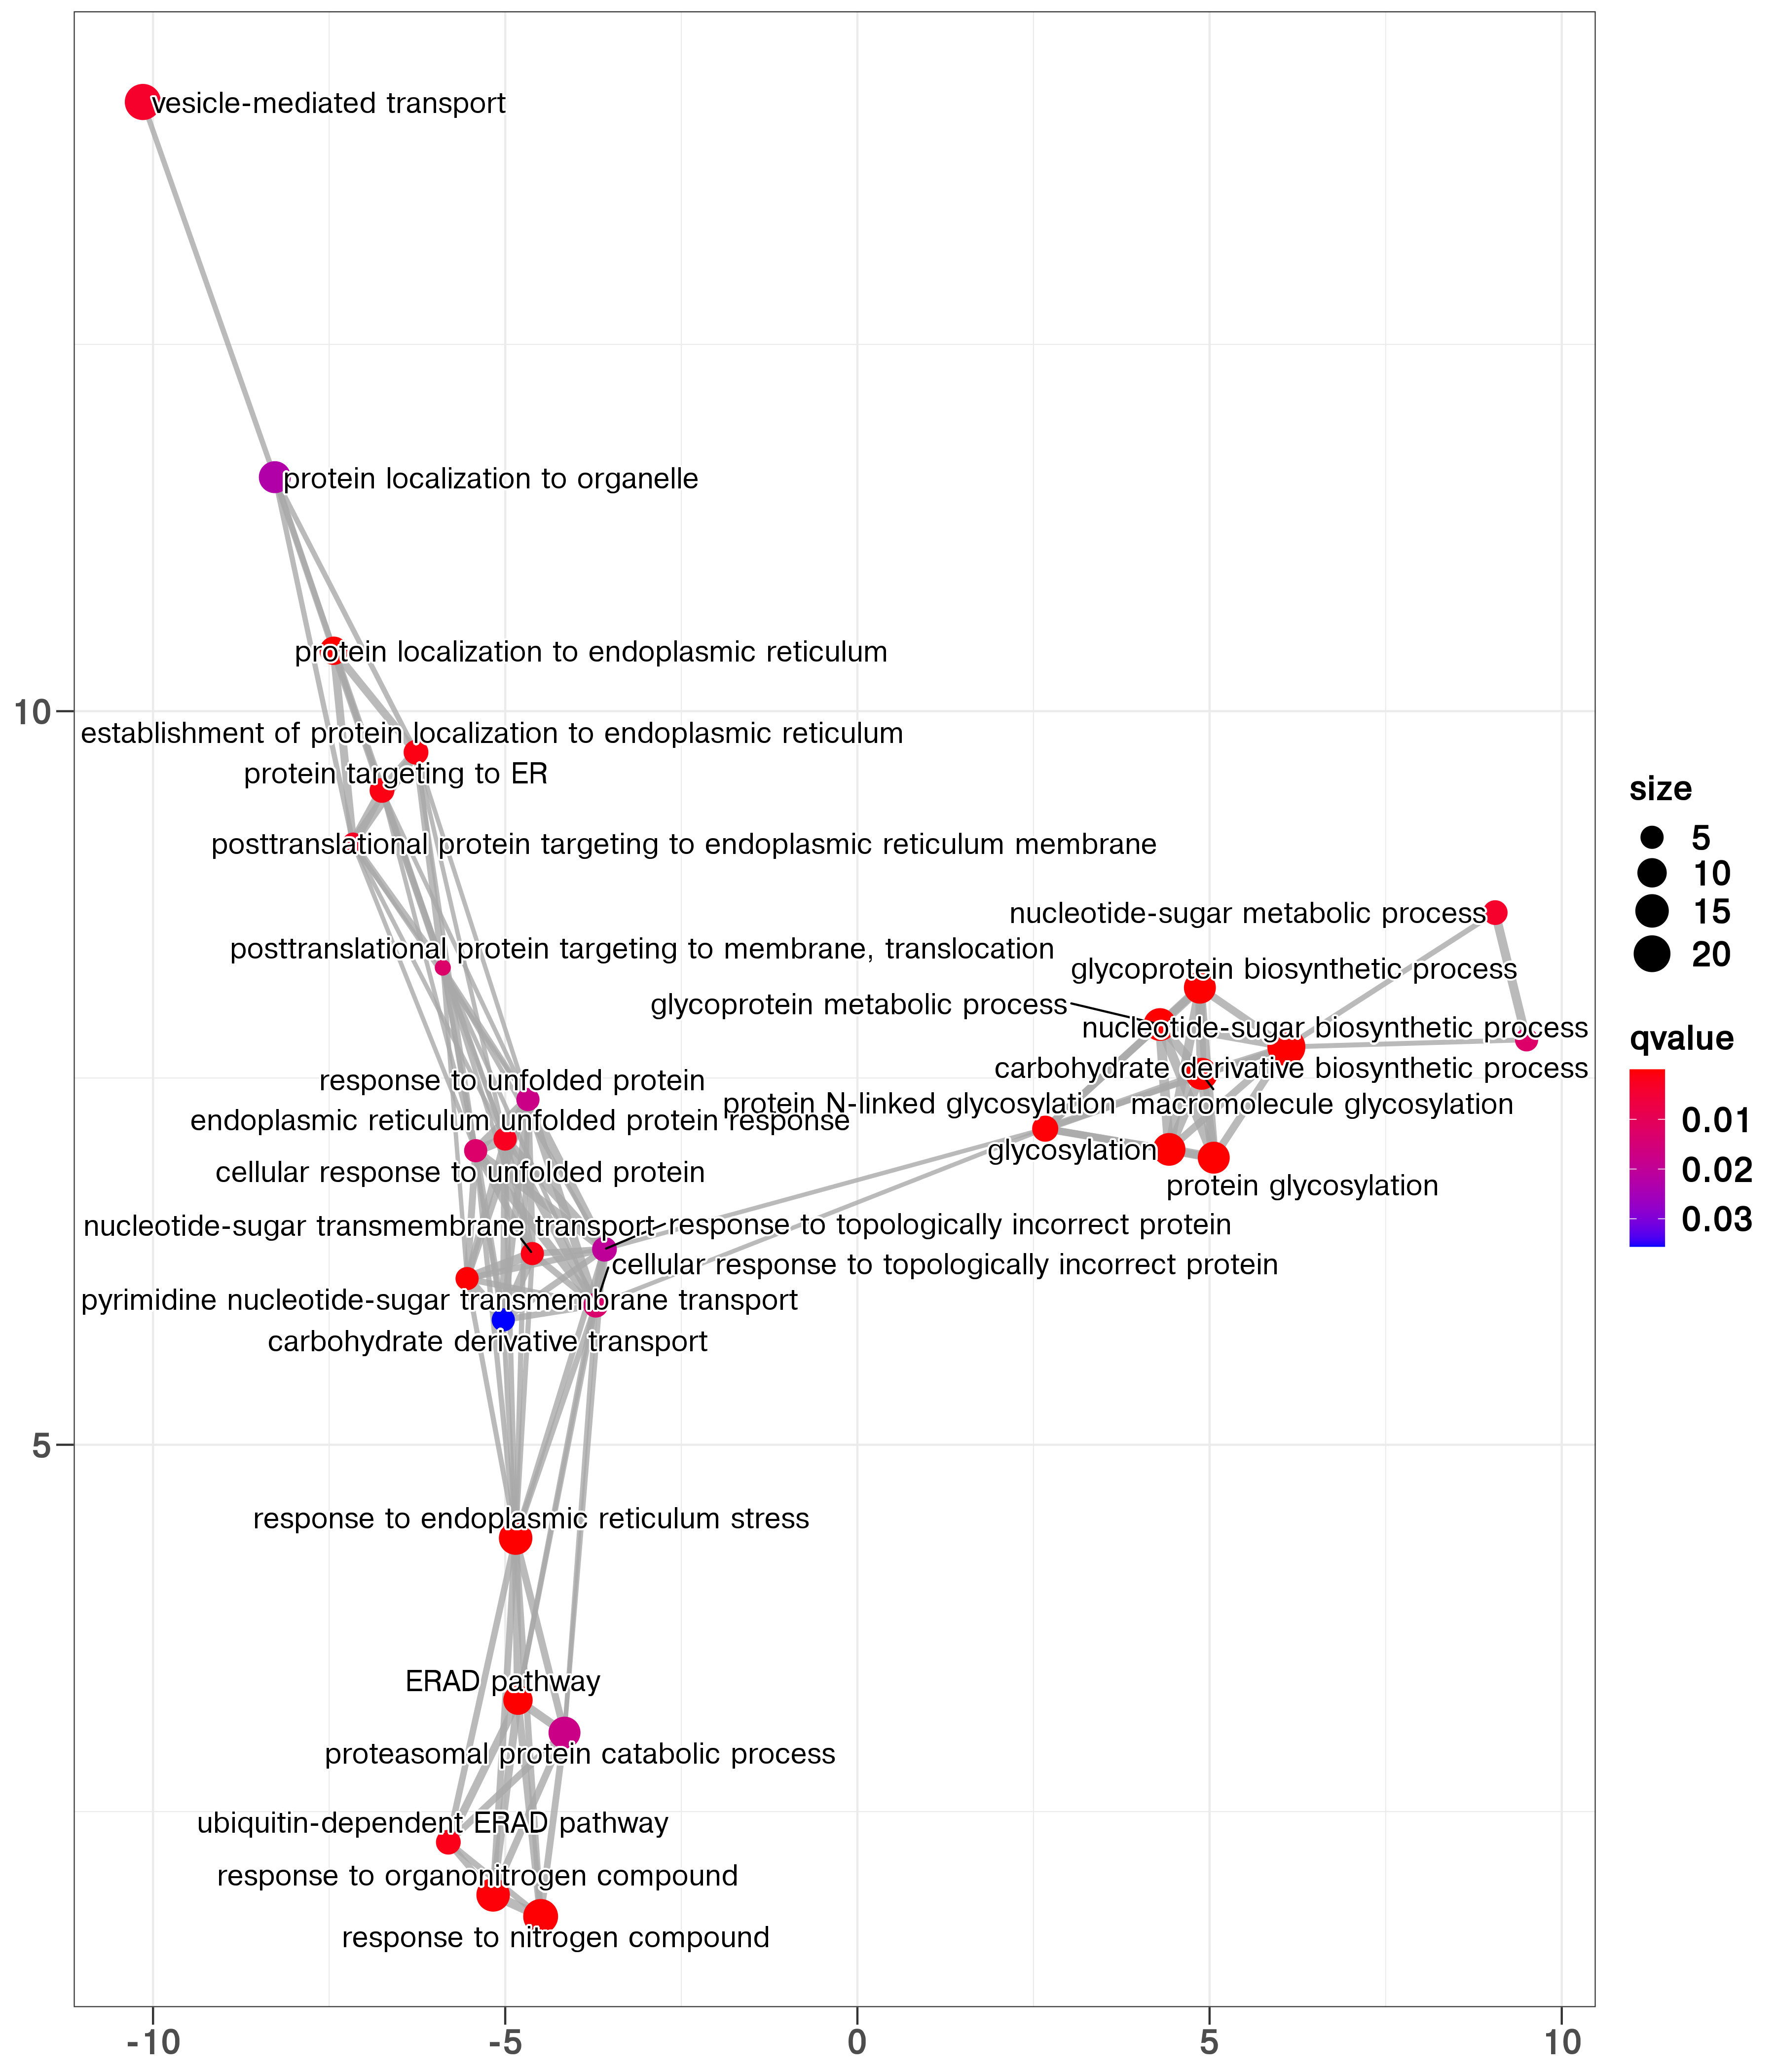 vesicle-mediated transport
protein localization to organelle
protein localization to endoplasmic reticulum
10
establishment of protein localization to endoplasmic reticulum
protein targeting to ER
posttranslational protein targeting to endoplasmic reticulum membrane
nucleotide-sugar metabolic process
posttranslational protein targeting to membrane, translocation
glycoprotein biosynthetic process
glycoprotein metabolic process
nucleotide-sugar biosynthetic process
carbohydrate derivative biosynthetic process
response to unfolded protein
protein N-linked glycosylation
macromolecule glycosylation
endoplasmic reticulum unfolded protein response
glycosylation
cellular response to unfolded protein
protein glycosylation
nucleotide-sugar transmembrane transport
response to topologically incorrect protein
cellular response to topologically incorrect protein
pyrimidine nucleotide-sugar transmembrane transport
carbohydrate derivative transport
5
response to endoplasmic reticulum stress
ERAD pathway
proteasomal protein catabolic process
ubiquitin-dependent ERAD pathway
response to organonitrogen compound
response to nitrogen compound
-10 -5 0 5 10
size
5
10
15
20
qvalue
0.01
0.02
0.03